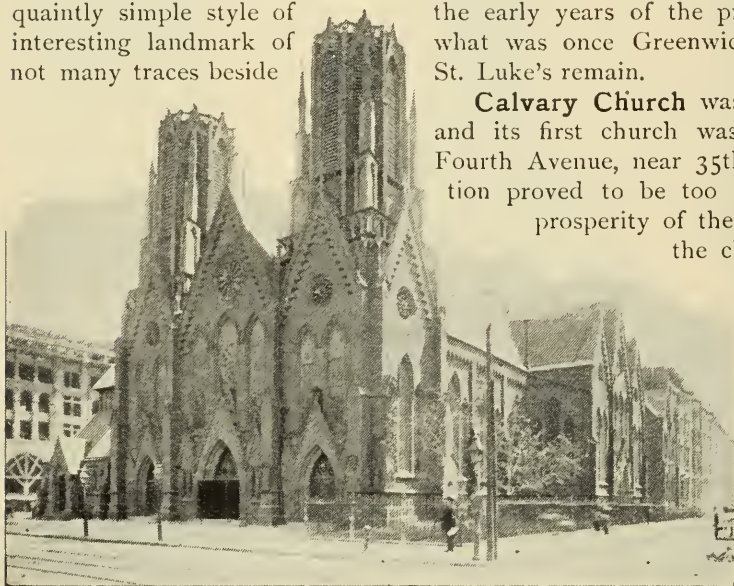 quaintly simple style of
interesting landmark of
not many traces beside
the early years of the
what was once
St. Luke's remain.
Calvary Church was
and its first church was
Fourth Avenue, near 35th
tion proved to be too
prosperity of the
the